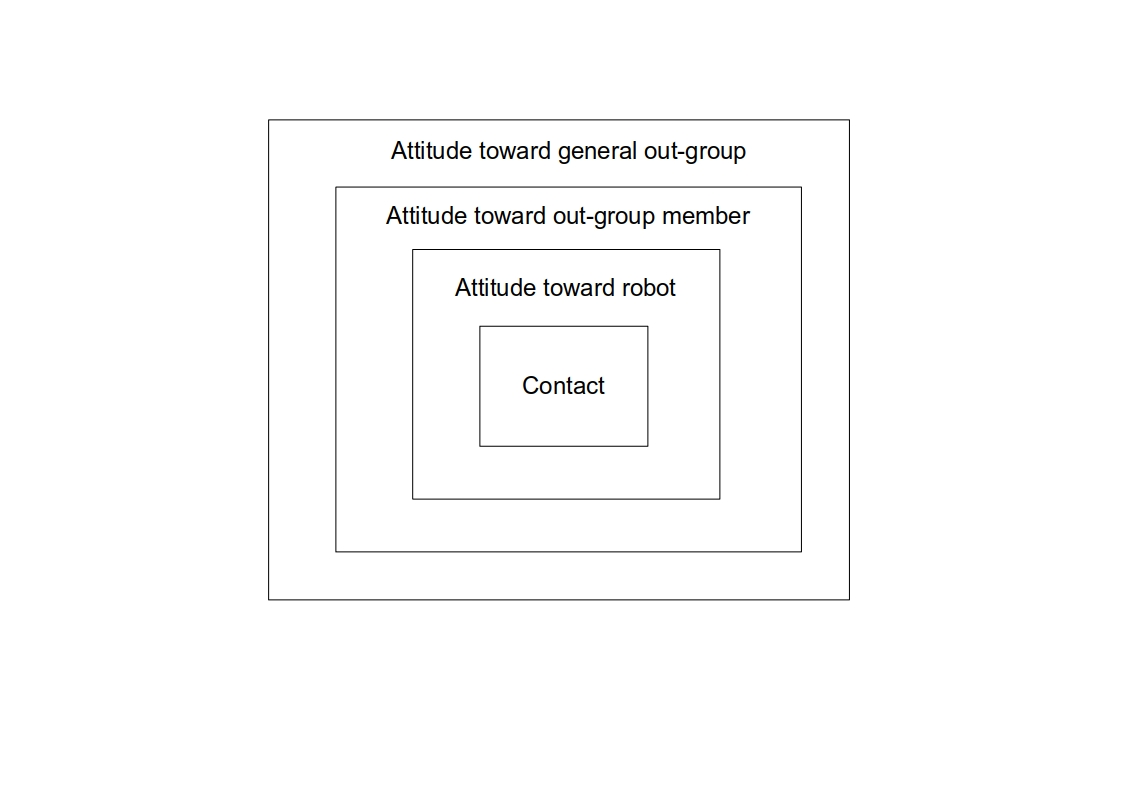 Attitude toward general out-group
Attitude toward out-group member
Attitude toward robot
Contact